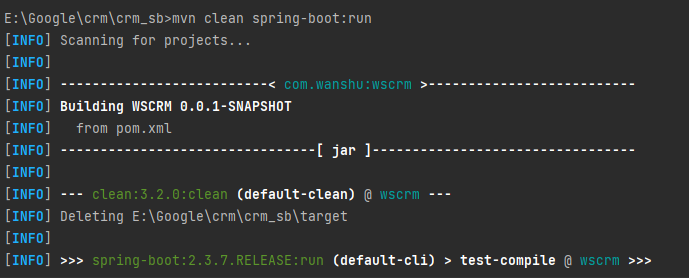 E:\Google\crm\crm_sb>mvn clean spring-boot:run
[INFO] Scanning for projects...
[INFO]
[INFO] --------------------------< com.wanshu:wscrm >--------------------------
[INFO] Building WSCRM 0.0.1-SNAPSHOT
[INFO]   from pom.xml
[INFO] --------------------------------[ jar ]---------------------------------
[INFO]
[INFO] --- clean:3.2.0:clean (default-clean) @ wscrm ---
[INFO] Deleting E:\Google\crm\crm_sb\target
[INFO]
[INFO] >>> spring-boot:2.3.7.RELEASE:run (default-cli) > test-compile @ wscrm >>>